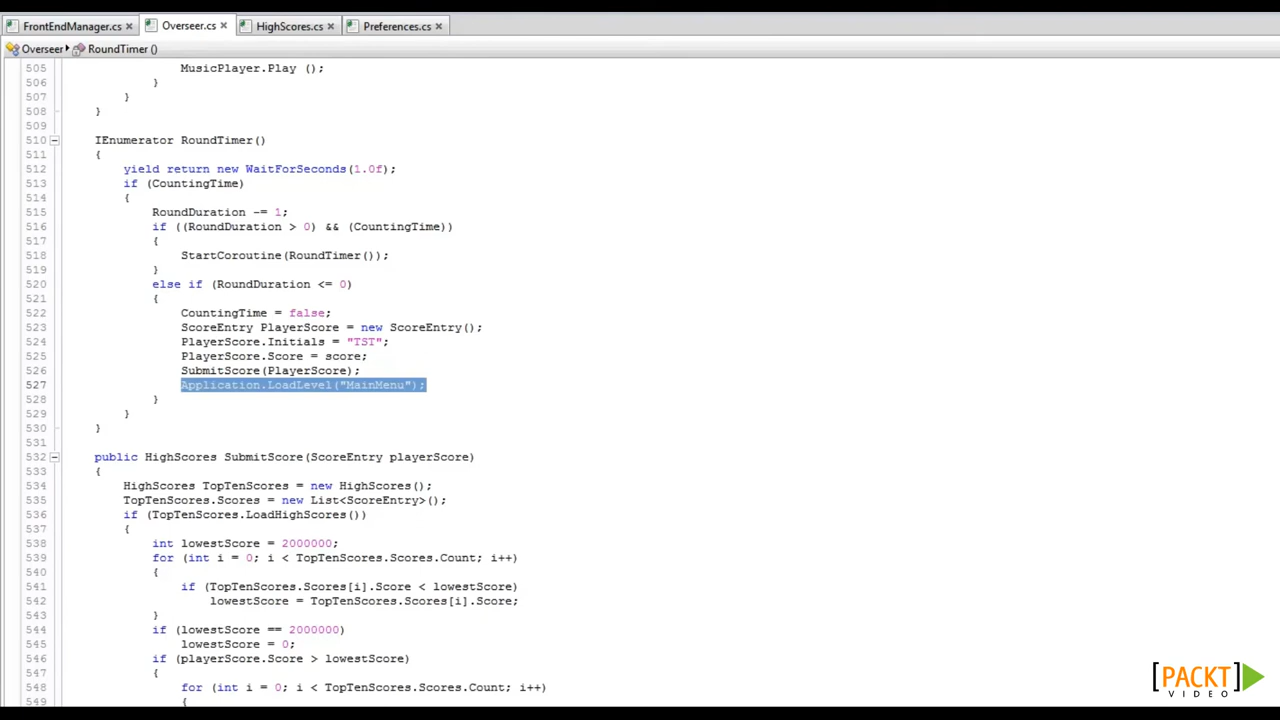 FrontEndManager.cs × Overseer.cs × HighScores.cs × Preferences.cs ×
Overseer RoundTimer ()
505 MusicPlayer.Play ();
506 }
507 }
508 }
509
510 IEnumerator RoundTimer()
511 {
512 yield return new WaitForSeconds(1.0f);
513 if (CountingTime)
514 {
515 RoundDuration -= 1;
516 if ((RoundDuration > 0) && (CountingTime))
517 {
518 StartCoroutine(RoundTimer());
519 }
520 else if (RoundDuration <= 0)
521 {
522 CountingTime = false;
523 ScoreEntry PlayerScore = new ScoreEntry();
524 PlayerScore.Initials = "TST";
525 PlayerScore.Score = score;
526 SubmitScore(PlayerScore);
527 Application.LoadLevel("MainMenu");
528 }
529 }
530 }
531
532 public HighScores SubmitScore(ScoreEntry playerScore)
533 {
534 HighScores TopTenScores = new HighScores();
535 TopTenScores.Scores = new List<ScoreEntry>();
536 if (TopTenScores.LoadHighScores())
537 {
538 int lowestScore = 2000000;
539 for (int i = 0; i < TopTenScores.Scores.Count; i++)
540 {
541 if (TopTenScores.Scores[i].Score < lowestScore)
542 lowestScore = TopTenScores.Scores[i].Score;
543 }
544 if (lowestScore == 2000000)
545 lowestScore = 0;
546 if (playerScore.Score > lowestScore)
547 {
548 for (int i = 0; i < TopTenScores.Scores.Count; i++)
549 {
[PACKT]
VIDEO